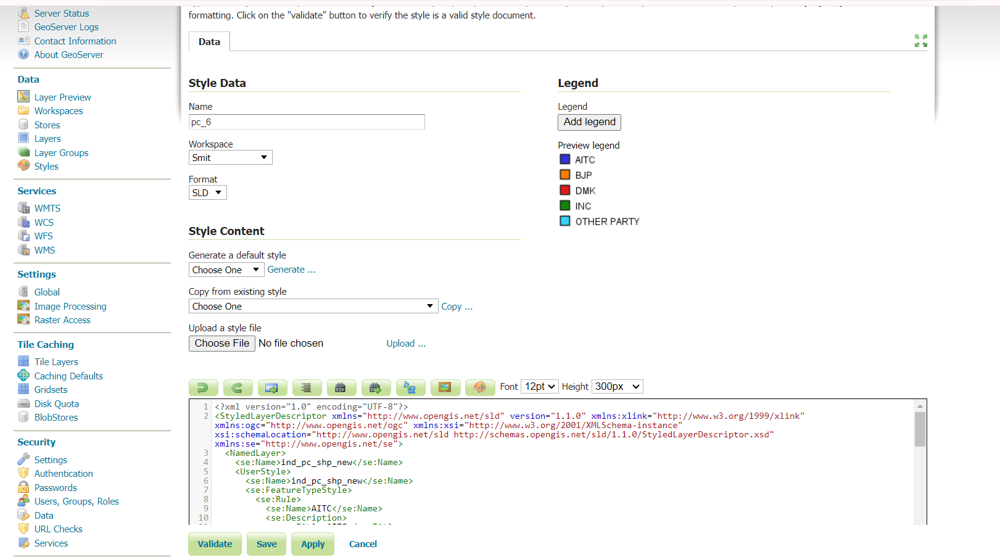 Server Status
GeoServer Logs
Contact Information
About GeoServer
Data
Layer Preview
Workspaces
Stores
Layers
Layer Groups
Styles
Services
WMTS
WCS
WFS
WMS
Settings
Global
Image Processing
Raster Access
Tile Caching
Tile Layers
Caching Defaults
Gridsets
Disk Quota
BlobStores
Security
Settings
Authentication
Passwords
Users, Groups, Roles
Data
URL Checks
Services
formatting. Click on the "validate" button to verify the style is a valid style document.
Data
Style Data
Name
pc_6
Workspace
Smit
Format
SLD
Legend
Legend
Add legend
Preview legend
AITC
BJP
DMK
INC
OTHER PARTY
Style Content
Generate a default style
Choose One Generate ...
Copy from existing style
Choose One Copy ...
Upload a style file
Choose File No file chosen Upload ...
Font 12pt Height 300px
1 <?xml version="1.0" encoding="UTF-8"?>
2 <StyledLayerDescriptor xmlns="http://www.opengis.net/sld" version="1.1.0" xmlns:xlink="http://www.w3.org/1999/xlink"
xmlns:ogc="http://www.opengis.net/ogc" xmlns:xsi="http://www.w3.org/2001/XMLSchema-instance"
xsi:schemaLocation="http://www.opengis.net/sld http://schemas.opengis.net/sld/1.1.0/StyledLayerDescriptor.xsd"
xmlns:se="http://www.opengis.net/se">
3 <NamedLayer>
4 <se:Name>ind_pc_shp_new</se:Name>
5 <UserStyle>
6 <se:Name>ind_pc_shp_new</se:Name>
7 <se:FeatureTypeStyle>
8 <se:Rule>
9 <se:Name>AITC</se:Name>
10 <se:Description>
Validate Save Apply Cancel